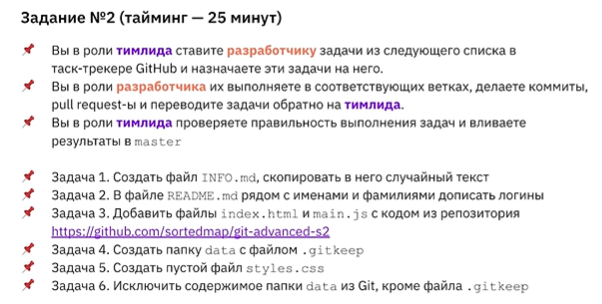 Задание №2 (тайминг — 25 минут)
Вы в роли тимлида ставите разработчику задачи из следующего списка в
таск-трекере GitHub и назначаете эти задачи на него.
Вы в роли разработчика их выполняете в соответствующих ветках, делаете коммиты,
pull request-ы и переводите задачи обратно на тимлида.
Вы в роли тимлида проверяете правильность выполнения задач и вливаете
результаты в master
Задача 1. Создать файл INFO.md, скопировать в него случайный текст
Задача 2. В файле README.md рядом с именами и фамилиями дописать логины
Задача 3. Добавить файлы index.html и main.js с кодом из репозитория
https://github.com/sortedmap/git-advanced-s2
Задача 4. Создать папку data с файлом .gitkeep
Задача 5. Создать пустой файл styles.css
Задача 6. Исключить содержимое папки data из Git, кроме файла .gitkeep